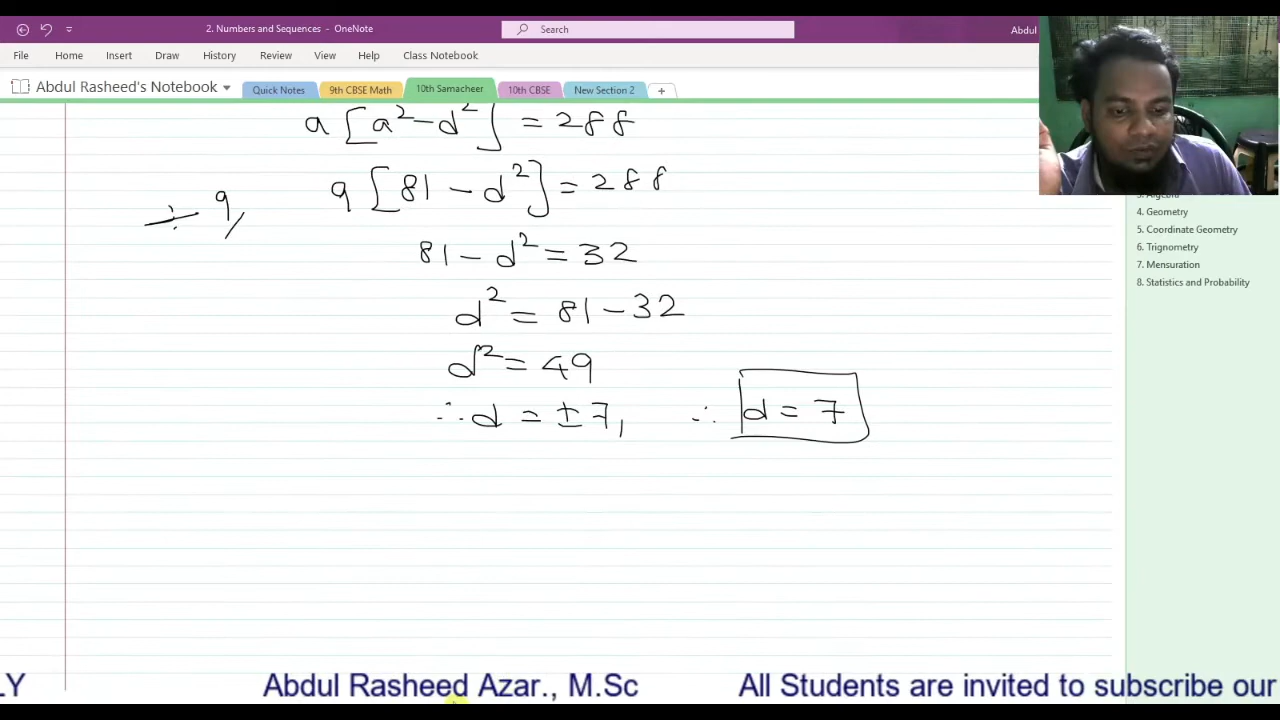 2. Numbers and Sequences - OneNote
Search
Abdul
File Home Insert Draw History Review View Help Class Notebook
Abdul Rasheed's Notebook
Quick Notes 9th CBSE Math 10th Samacheer 10th CBSE New Section 2 +
a [a² - d²] = 288
9 [81 - d²] = 288
÷ 9,
81 - d² = 32
d² = 81 - 32
d² = 49
∴ d = ±7, ∴ d = 7
3. Algebra
4. Geometry
5. Coordinate Geometry
6. Trignometry
7. Mensuration
8. Statistics and Probability
LY Abdul Rasheed Azar., M.Sc All Students are invited to subscribe our